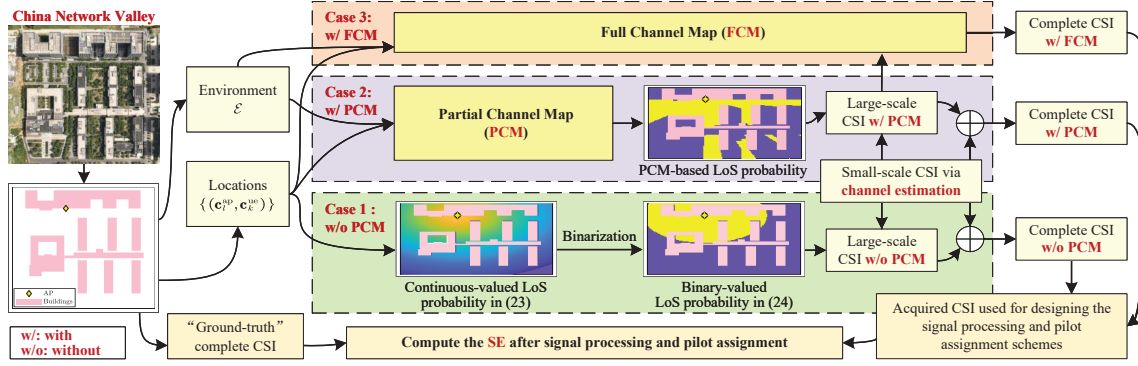 China Network Valley
AP
Buildings
w/: with
w/o: without
Environment
ℰ
Locations
{(c_l^ap, c_k^ue)}
"Ground-truth"
complete CSI
Case 3:
w/ FCM
Full Channel Map (FCM)
Complete CSI
w/ FCM
Case 2:
w/ PCM
Partial Channel Map
(PCM)
PCM-based LoS probability
Large-scale
CSI w/ PCM
Complete CSI
w/ PCM
Small-scale CSI via
channel estimation
Case 1 :
w/o PCM
Continuous-valued LoS
probability in (23)
Binarization
Binary-valued
LoS probability in (24)
Large-scale
CSI w/o PCM
Complete CSI
w/o PCM
Acquired CSI used for designing the
signal processing and pilot
assignment schemes
Compute the SE after signal processing and pilot assignment